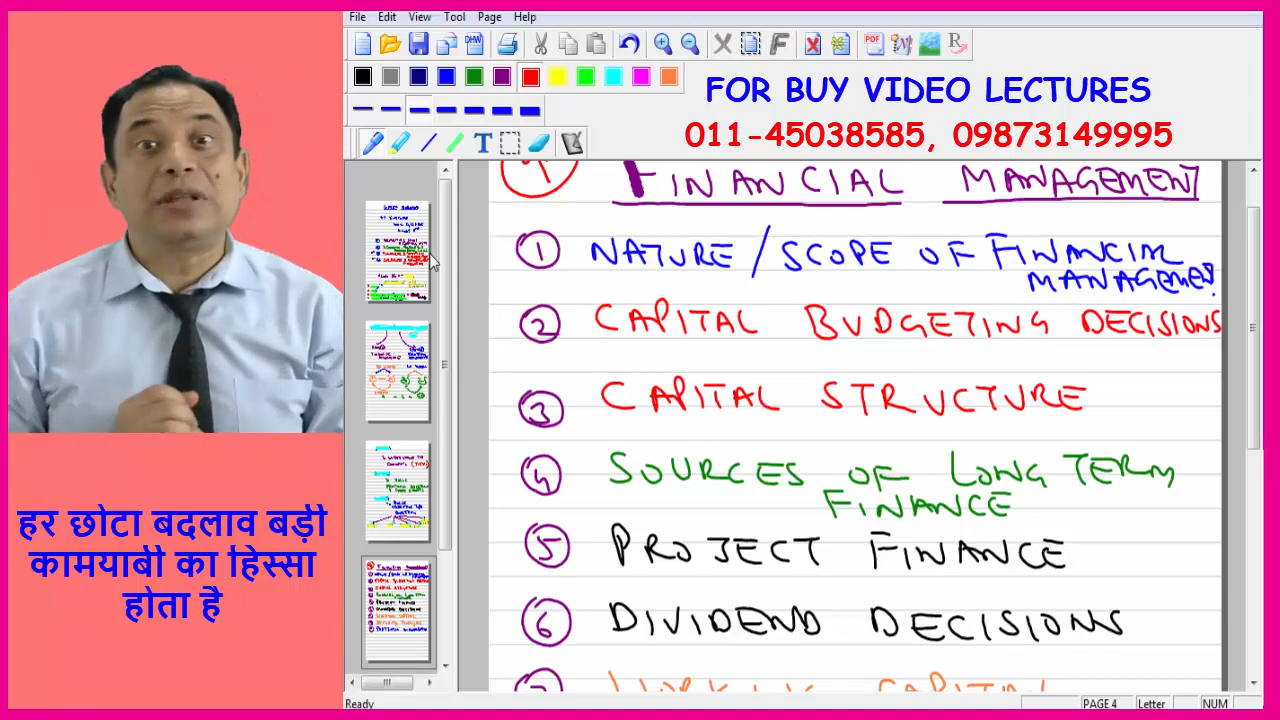 File Edit View Tool Page Help
FOR BUY VIDEO LECTURES
011-45038585, 09873149995
FINANCIAL MANAGEMENT
1 NATURE/SCOPE OF FINANCIAL
MANAGEMENT
2 CAPITAL BUDGETING DECISIONS
3 CAPITAL STRUCTURE
4 SOURCES OF LONG TERM
FINANCE
5 PROJECT FINANCE
6 DIVIDEND DECISIONS
WORKING CAPITAL
हर छोटा बदलाव बड़ी
कामयाबी का हिस्सा
होता है
Ready PAGE 4 Letter NUM